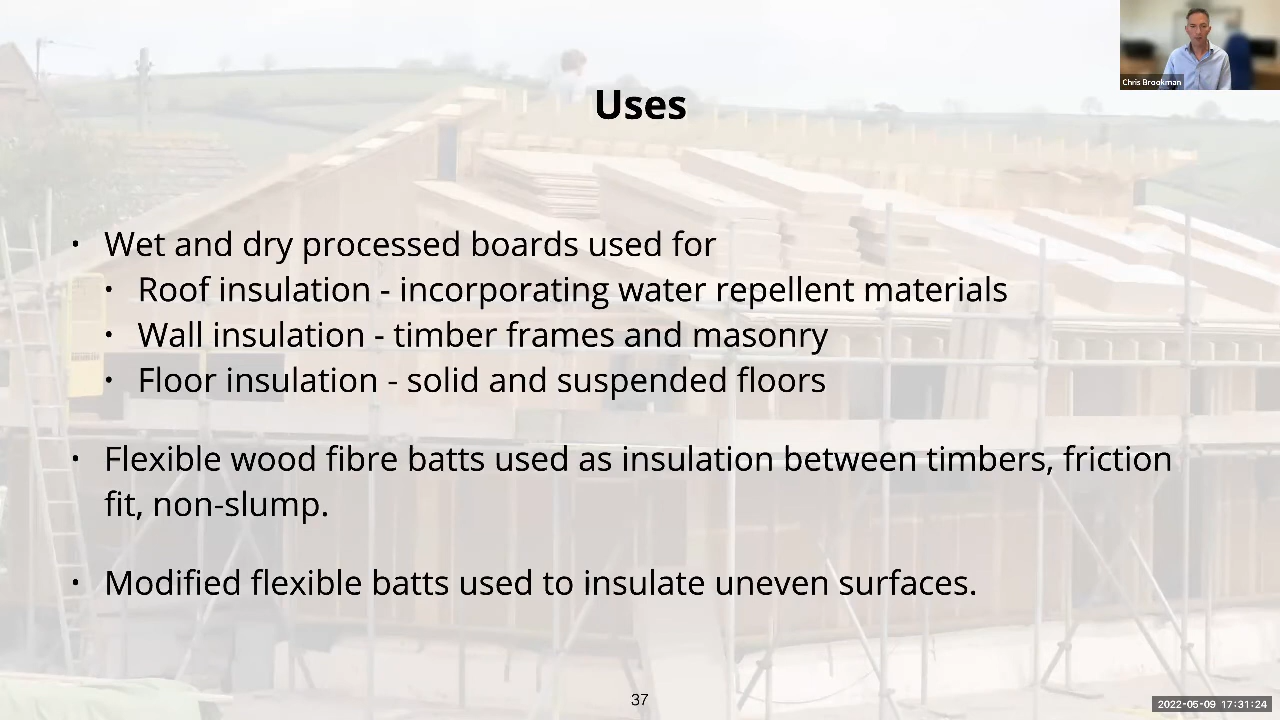 Chris Brookman
Uses
• Wet and dry processed boards used for
• Roof insulation - incorporating water repellent materials
• Wall insulation - timber frames and masonry
• Floor insulation - solid and suspended floors
• Flexible wood fibre batts used as insulation between timbers, friction
fit, non-slump.
• Modified flexible batts used to insulate uneven surfaces.
37
2022-05-09 17:31:24